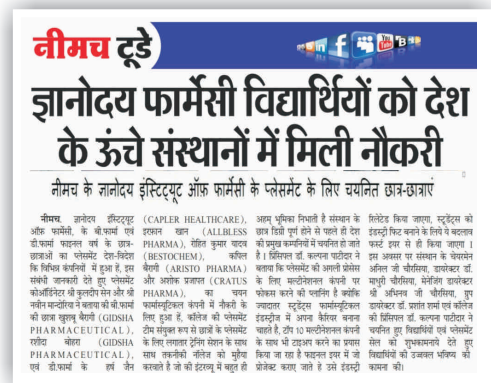 नीमच टूडे
in f You Tube B
ज्ञानोदय फार्मेसी विद्यार्थियों को देश
के ऊंचे संस्थानों में मिली नौकरी
नीमच के ज्ञानोदय इंस्टिट्यूट ऑफ़ फार्मेसी के प्लेसमेंट के लिए चयनित छात्र-छात्राएं
नीमच. ज्ञानोदय इंस्टिट्यूट
ऑफ फार्मेसी, के बी.फार्मा एवं
डी.फार्मा फाइनल वर्ष के छात्र-
छात्राओं का प्लेसमेंट देश-विदेश
कि विभिन्न कंपनियों में हुआ हैं, इस
संबंधी जानकारी देते हुए प्लेसमेंट
कोऑर्डिनेटर श्री कुलदीप सेन और श्री
नवीन मान्दोरिया ने बताया की बी.फार्मा
की छात्रा खुशबू बैरागी (GIDSHA
PHARMACEUTICAL),
रशीदा बोहरा (GIDSHA
PHARMACEUTICAL),
एवं डी.फार्मा के हर्ष जैन
(CAPLER HEALTHCARE),
इरफ़ान खान (ALLBLESS
PHARMA), रोहित कुमार यादव
(BESTOCHEM), कपिल
बैरागी (ARISTO PHARMA)
और अशोक प्रजापत (CRATUS
PHARMA), का चयन
फार्मास्यूटिकल कंपनी में नौकरी के
लिए हुआ हैं, कॉलेज की प्लेसमेंट
टीम संयुक्त रूप से छात्रों के प्लेसमेंट
के लिए लगातार ट्रेनिंग सेशन के साथ
साथ तकनीकी नॉलेज को मुहैया
करवाते है जो की इंटरव्यू में बहुत ही
अहम् भूमिका निभाती है संस्थान के
छात्र डिग्री पूर्ण होने से पहले ही देश
की प्रमुख कम्पनियों में चयनित हो जाते
है । प्रिंसिपल डॉ. कल्पना पाटीदार ने
बताया कि प्लेसमेंट की अगली प्रोसेस
के लिए मल्टीनेशनल कंपनी पर
फोकस करने की प्लानिंग है क्योंकि
ज्यादातर स्टूडेंट्स फार्मास्यूटिकल
इंडस्ट्रीज में अपना कैरियर बनाना
चाहते है, टॉप 10 मल्टीनेशनल कंपनी
के साथ भी टाइअप करने का प्रयास
किया जा रहा है फाइनल इयर में जो
प्रोजेक्ट कराए जाते है उसे इंडस्ट्री
रिलेटेड किया जाएगा, स्टूडेंट्स को
इंडस्ट्री फिट बनाने के लिये ये बदलाव
फर्स्ट इयर से ही किया जाएगा I
इस अवसर पर संस्थान के चेयरमेन
अनिल जी चौरसिया, डायरेक्टर डॉ.
माधुरी चौरसिया, मेनेजिंग डायरेक्टर
श्री अभिनव जी चौरसिया, ग्रुप
डायरेक्टर डॉ. प्रशांत शर्मा एवं कॉलेज
की प्रिंसिपल डॉ. कल्पना पाटीदार ने
चयनित हुए विद्यार्थियों एवं प्लेसमेंट
सेल को शुभकामनाये देते हुए
विद्यार्थियों की उज्जवल भविष्य की
कामना की।